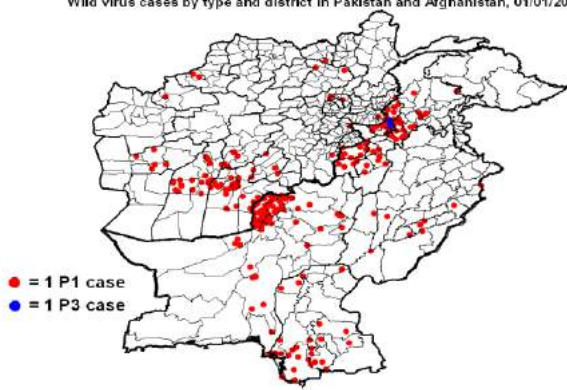 Wild virus cases by type and district in Pakistan and Afghanistan, 01/01/20
= 1 P1 case
= 1 P3 case